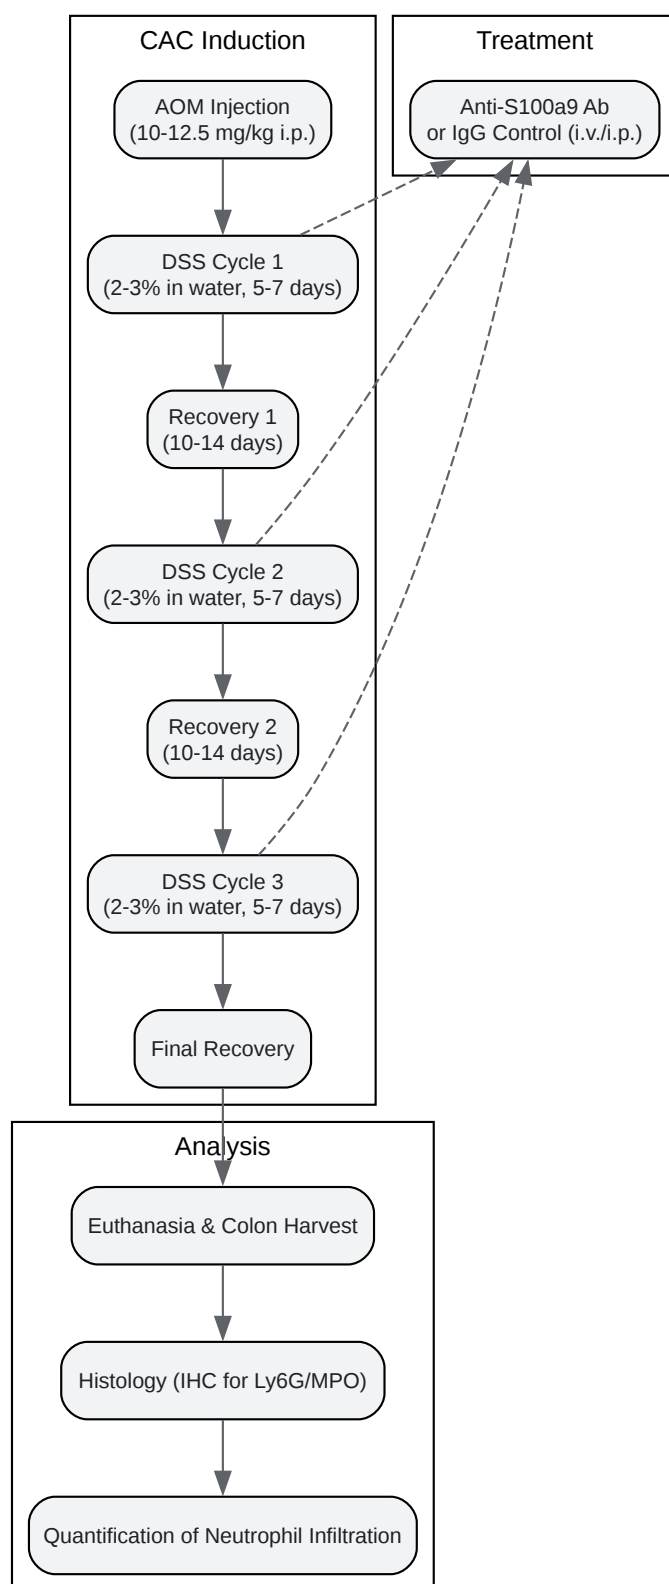 CAC Induction
AOM Injection
(10-12.5 mg/kg i.p.)
DSS Cycle 1
(2-3% in water, 5-7 days)
Recovery 1
(10-14 days)
DSS Cycle 2
(2-3% in water, 5-7 days)
Recovery 2
(10-14 days)
DSS Cycle 3
(2-3% in water, 5-7 days)
Final Recovery
Treatment
Anti-S100a9 Ab
or IgG Control (i.v./i.p.)
Analysis
Euthanasia & Colon Harvest
Histology (IHC for Ly6G/MPO)
Quantification of Neutrophil Infiltration